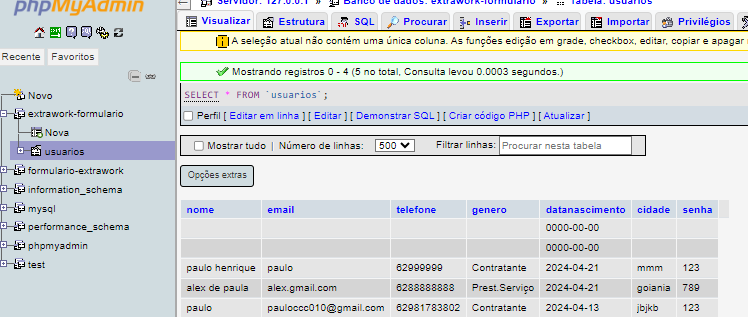 phpMyAdmin
Recente Favoritos
Novo
extrawork-formulario
Nova
usuarios
formulario-extrawork
information_schema
mysql
performance_schema
phpmyadmin
test
Servidor: 127.0.0.1 » Banco de dados: extrawork-formulario » Tabela: usuarios
Visualizar Estrutura SQL Procurar Inserir Exportar Importar Privilégios
A seleção atual não contém uma única coluna. As funções edição em grade, checkbox, editar, copiar e apagar
Mostrando registros 0 - 4 (5 no total, Consulta levou 0.0003 segundos.)
SELECT * FROM `usuarios`;
Perfil [ Editar em linha ] [ Editar ] [ Demonstrar SQL ] [ Criar código PHP ] [ Atualizar ]
Mostrar tudo | Número de linhas: 500 Filtrar linhas: Procurar nesta tabela
Opções extras
nome email telefone genero datanascimento cidade senha
0000-00-00
0000-00-00
paulo henrique paulo 62999999 Contratante 2024-04-21 mmm 123
alex de paula alex.gmail.com 6288888888 Prest.Serviço 2024-04-21 goiania 789
paulo pauloccc010@gmail.com 62981783802 Contratante 2024-04-13 jbjkb 123